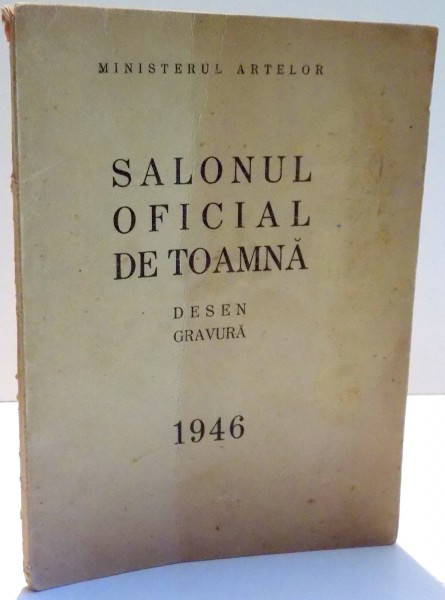 MINISTERUL ARTELOR
SALONUL
OFICIAL
DE TOAMNĂ
DESEN
GRAVURĂ
1946